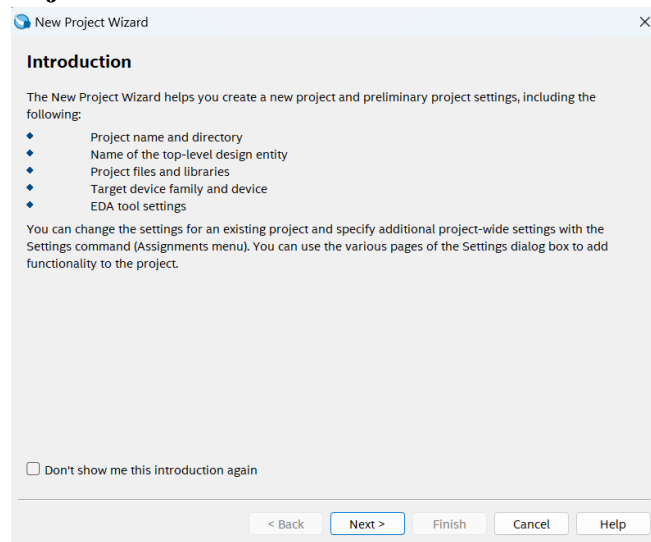 New Project Wizard
Introduction
The New Project Wizard helps you create a new project and preliminary project settings, including the
following:
Project name and directory
Name of the top-level design entity
Project files and libraries
Target device family and device
EDA tool settings
You can change the settings for an existing project and specify additional project-wide settings with the
Settings command (Assignments menu). You can use the various pages of the Settings dialog box to add
functionality to the project.
Don't show me this introduction again
< Back Next > Finish Cancel Help